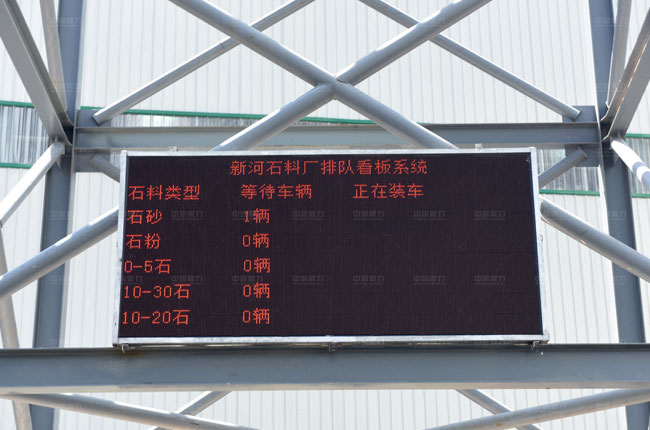 新河石料厂排队看板系统
石料类型 等待车辆 正在装车
石砂 1辆
石粉 0辆
0-5石 0辆
10-30石 0辆
10-20石 0辆